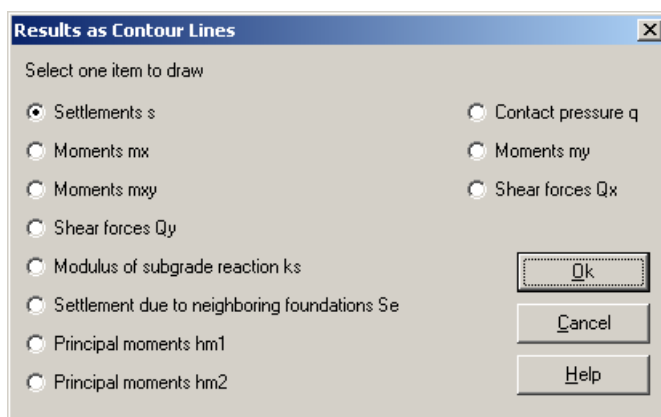 Results as Contour Lines
Select one item to draw
Settlements s
Contact pressure q
Moments mx
Moments my
Moments mxy
Shear forces Qx
Shear forces Qy
Modulus of subgrade reaction ks
Settlement due to neighboring foundations Se
Principal moments hm1
Principal moments hm2
Ok
Cancel
Help